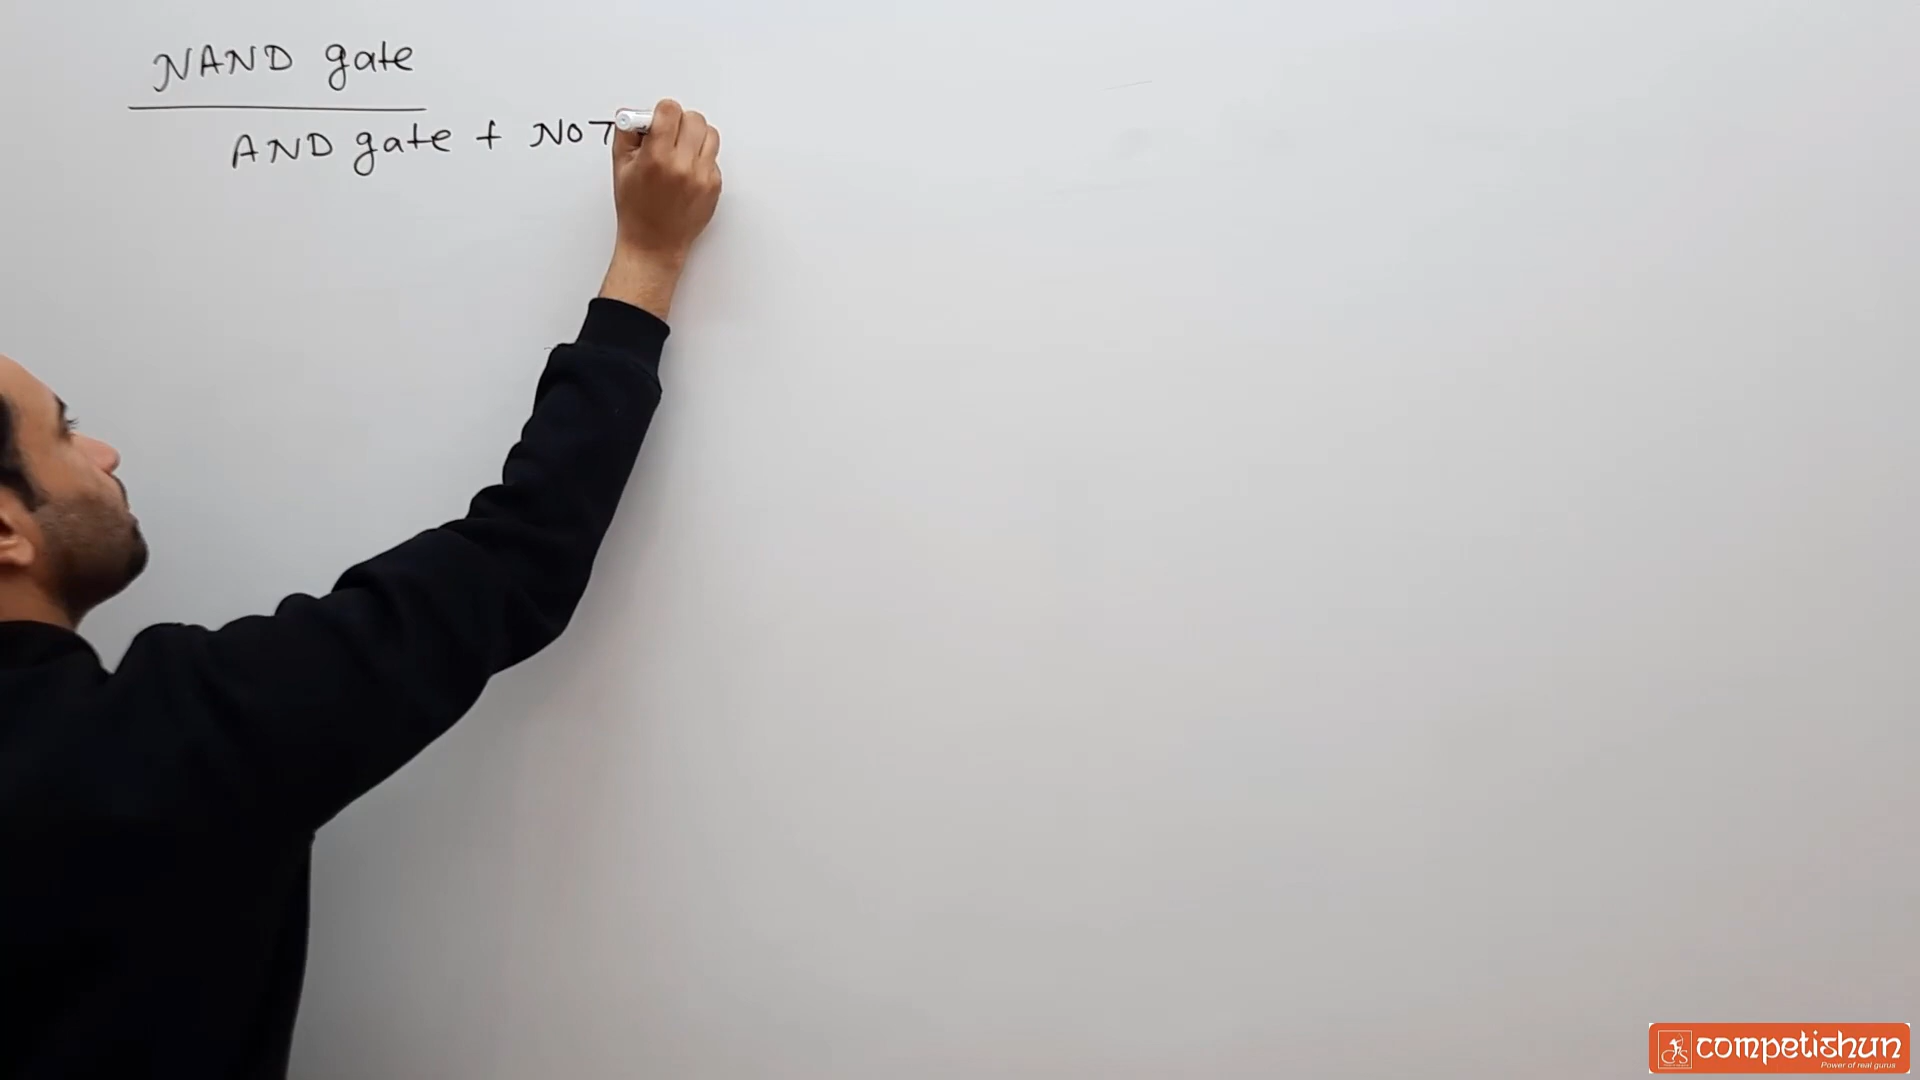 NAND gate
AND gate + NOT
competishun
Power of real gurus